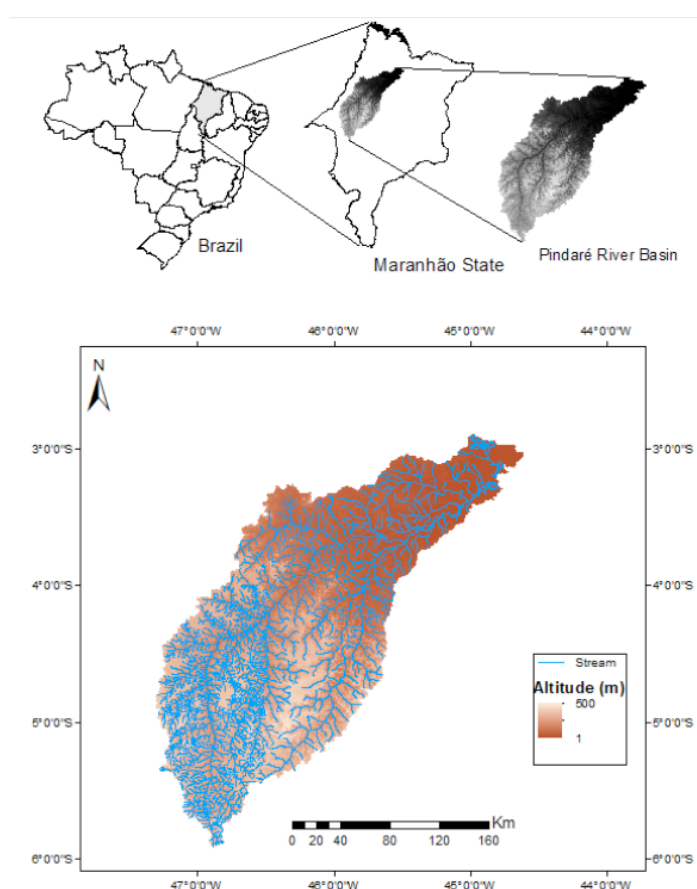 Brazil
Maranhão State
Pindaré River Basin
47°0'0"W 46°0'0"W 45°0'0"W 44°0'0"W
N
3°0'0"S 3°0'0"S
4°0'0"S 4°0'0"S
Stream
Altitude (m)
500
1
5°0'0"S 5°0'0"S
Km
0 20 40 80 120 160
6°0'0"S 6°0'0"S
47°0'0"W 46°0'0"W 45°0'0"W 44°0'0"W